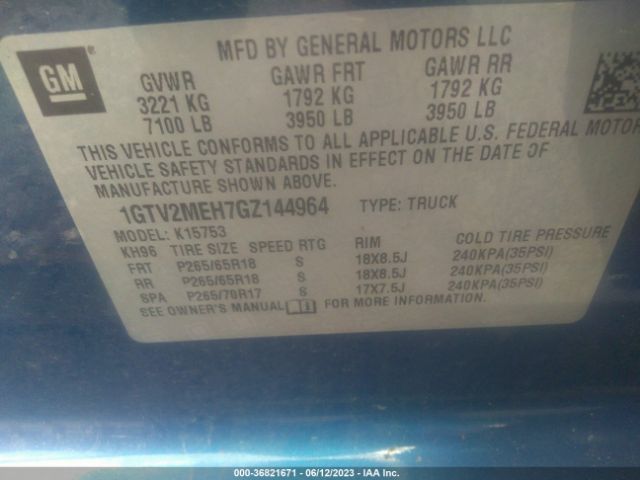 MFD BY GENERAL MOTORS LLC
GM
GVWR GAWR FRT GAWR RR
3221 KG 1792 KG 1792 KG
7100 LB 3950 LB 3950 LB
THIS VEHICLE CONFORMS TO ALL APPLICABLE U.S. FEDERAL MOTOR
VEHICLE SAFETY STANDARDS IN EFFECT ON THE DATE OF
MANUFACTURE SHOWN ABOVE.
1GTV2MEH7GZ144964 TYPE: TRUCK
MODEL: K15753
KH96 TIRE SIZE SPEED RTG RIM COLD TIRE PRESSURE
FRT P265/65R18 S 18X8.5J 240KPA(35PSI)
RR P265/65R18 S 18X8.5J 240KPA(35PSI)
SPA P265/70R17 S 17X7.5J 240KPA(35PSI)
SEE OWNER'S MANUAL FOR MORE INFORMATION.
000-36821671 - 06/12/2023 - IAA Inc.